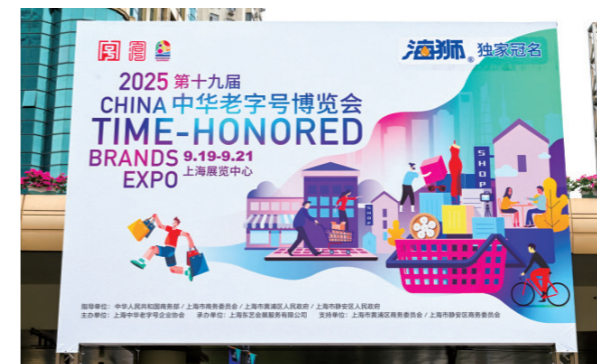 海狮® 独家冠名
2025 第十九届
CHINA 中华老字号博览会
TIME-HONORED
BRANDS 9.19-9.21
EXPO 上海展览中心
SHOP
SHOP
指导单位：中华人民共和国商务部 / 上海市商务委员会 / 上海市黄浦区人民政府 / 上海市静安区人民政府
主办单位：上海中华老字号企业协会 承办单位：上海东艺会展服务有限公司 支持单位：上海市黄浦区商务委员会 / 上海市静安区商务委员会